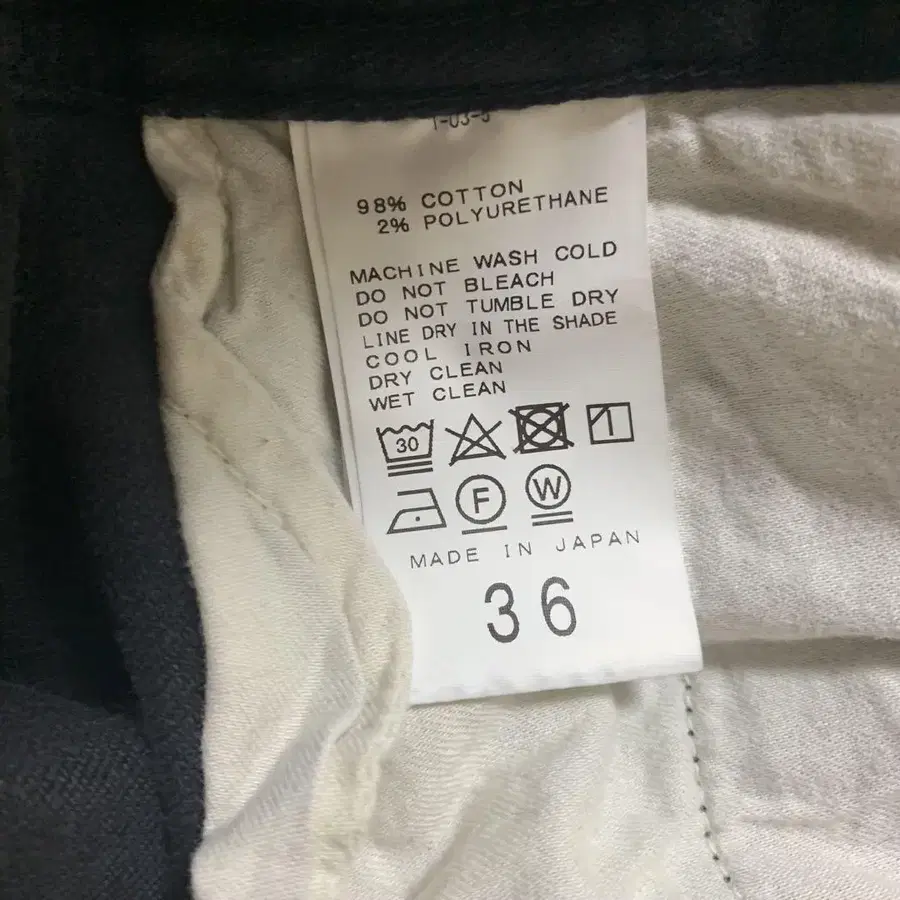 98% COTTON
2% POLYURETHANE
MACHINE WASH COLD
DO NOT BLEACH
DO NOT TUMBLE DRY
LINE DRY IN THE SHADE
COOL IRON
DRY CLEAN
WET CLEAN
30
F W
MADE IN JAPAN
36